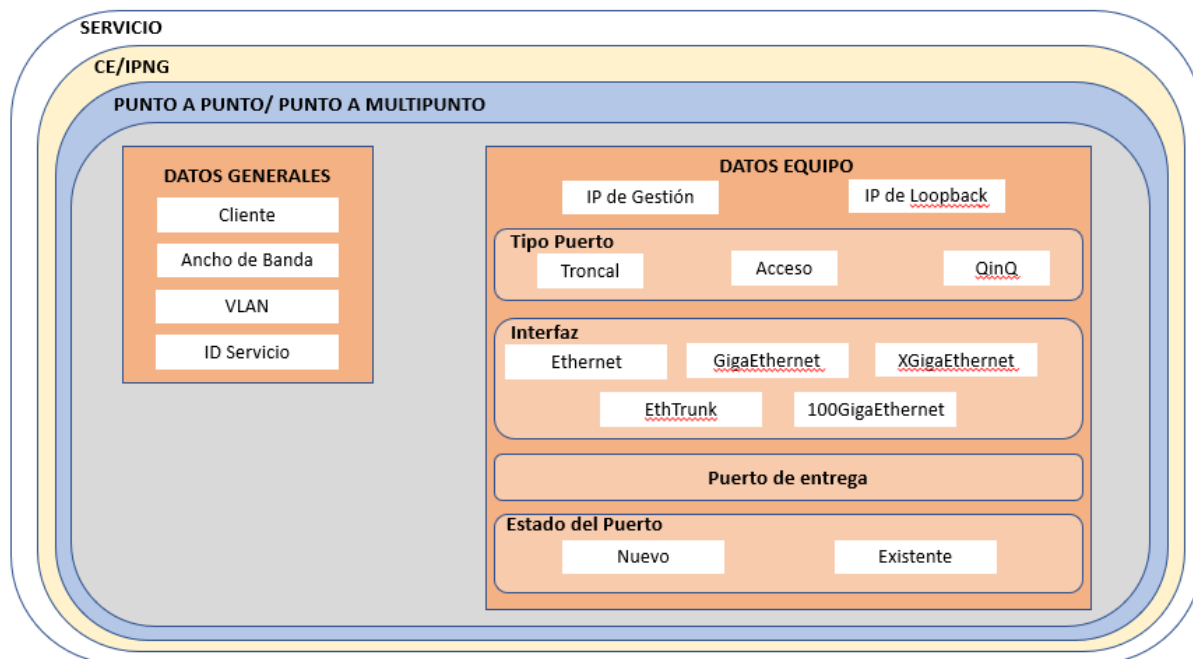 SERVICIO
CE/IPNG
PUNTO A PUNTO/ PUNTO A MULTIPUNTO
DATOS GENERALES
Cliente
Ancho de Banda
VLAN
ID Servicio
DATOS EQUIPO
IP de Gestión
IP de Loopback
Tipo Puerto
Troncal
Acceso
QinQ
Interfaz
Ethernet
GigaEthernet
XGigaEthernet
EthTrunk
100GigaEthernet
Puerto de entrega
Estado del Puerto
Nuevo
Existente